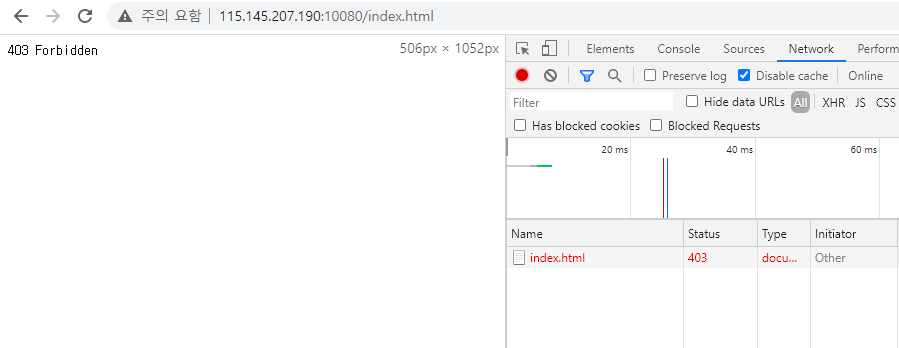 주의 요함 115.145.207.190:10080/index.html
403 Forbidden
506px × 1052px
Elements Console Sources Network Perform
Preserve log Disable cache Online
Filter Hide data URLs All XHR JS CSS
Has blocked cookies Blocked Requests
20 ms 40 ms 60 ms
Name Status Type Initiator
index.html 403 docu... Other